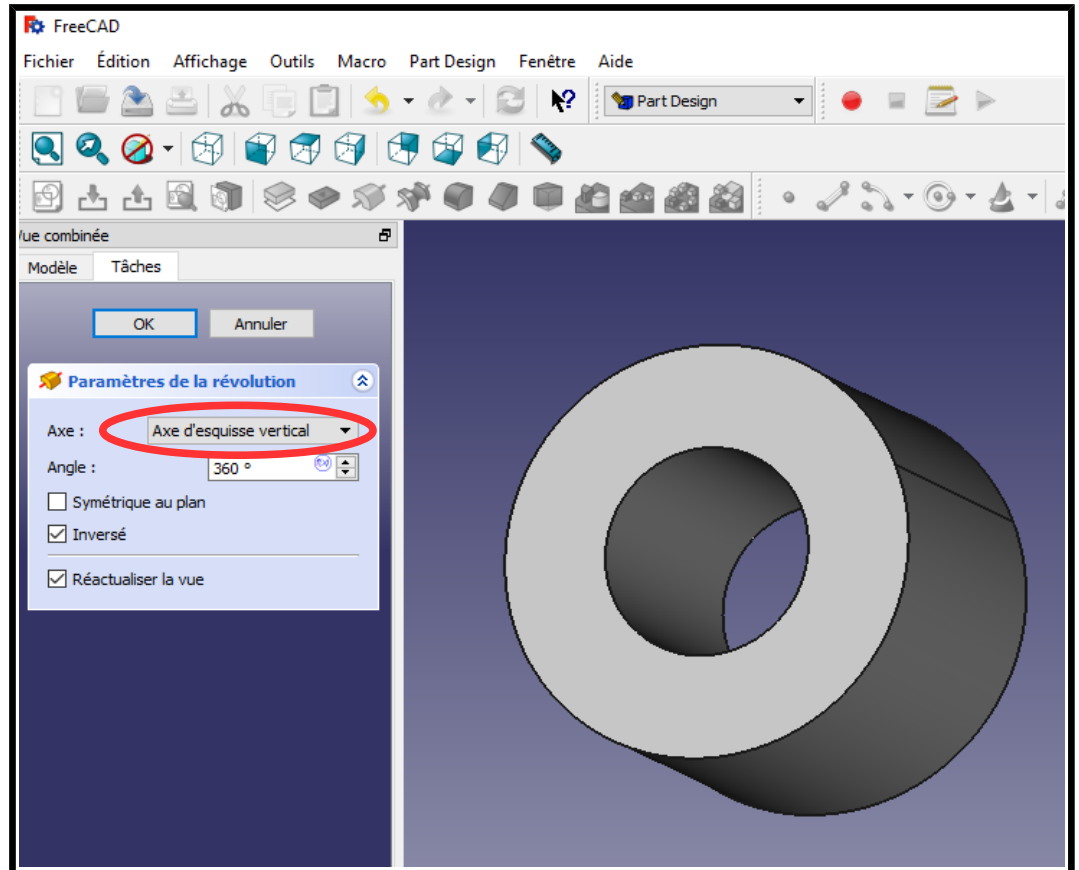 FreeCAD
Fichier Édition Affichage Outils Macro Part Design Fenêtre Aide
Part Design
Vue combinée
Modèle Tâches
OK Annuler
Paramètres de la révolution
Axe : Axe d'esquisse vertical
Angle : 360 °
Symétrique au plan
Inversé
Réactualiser la vue